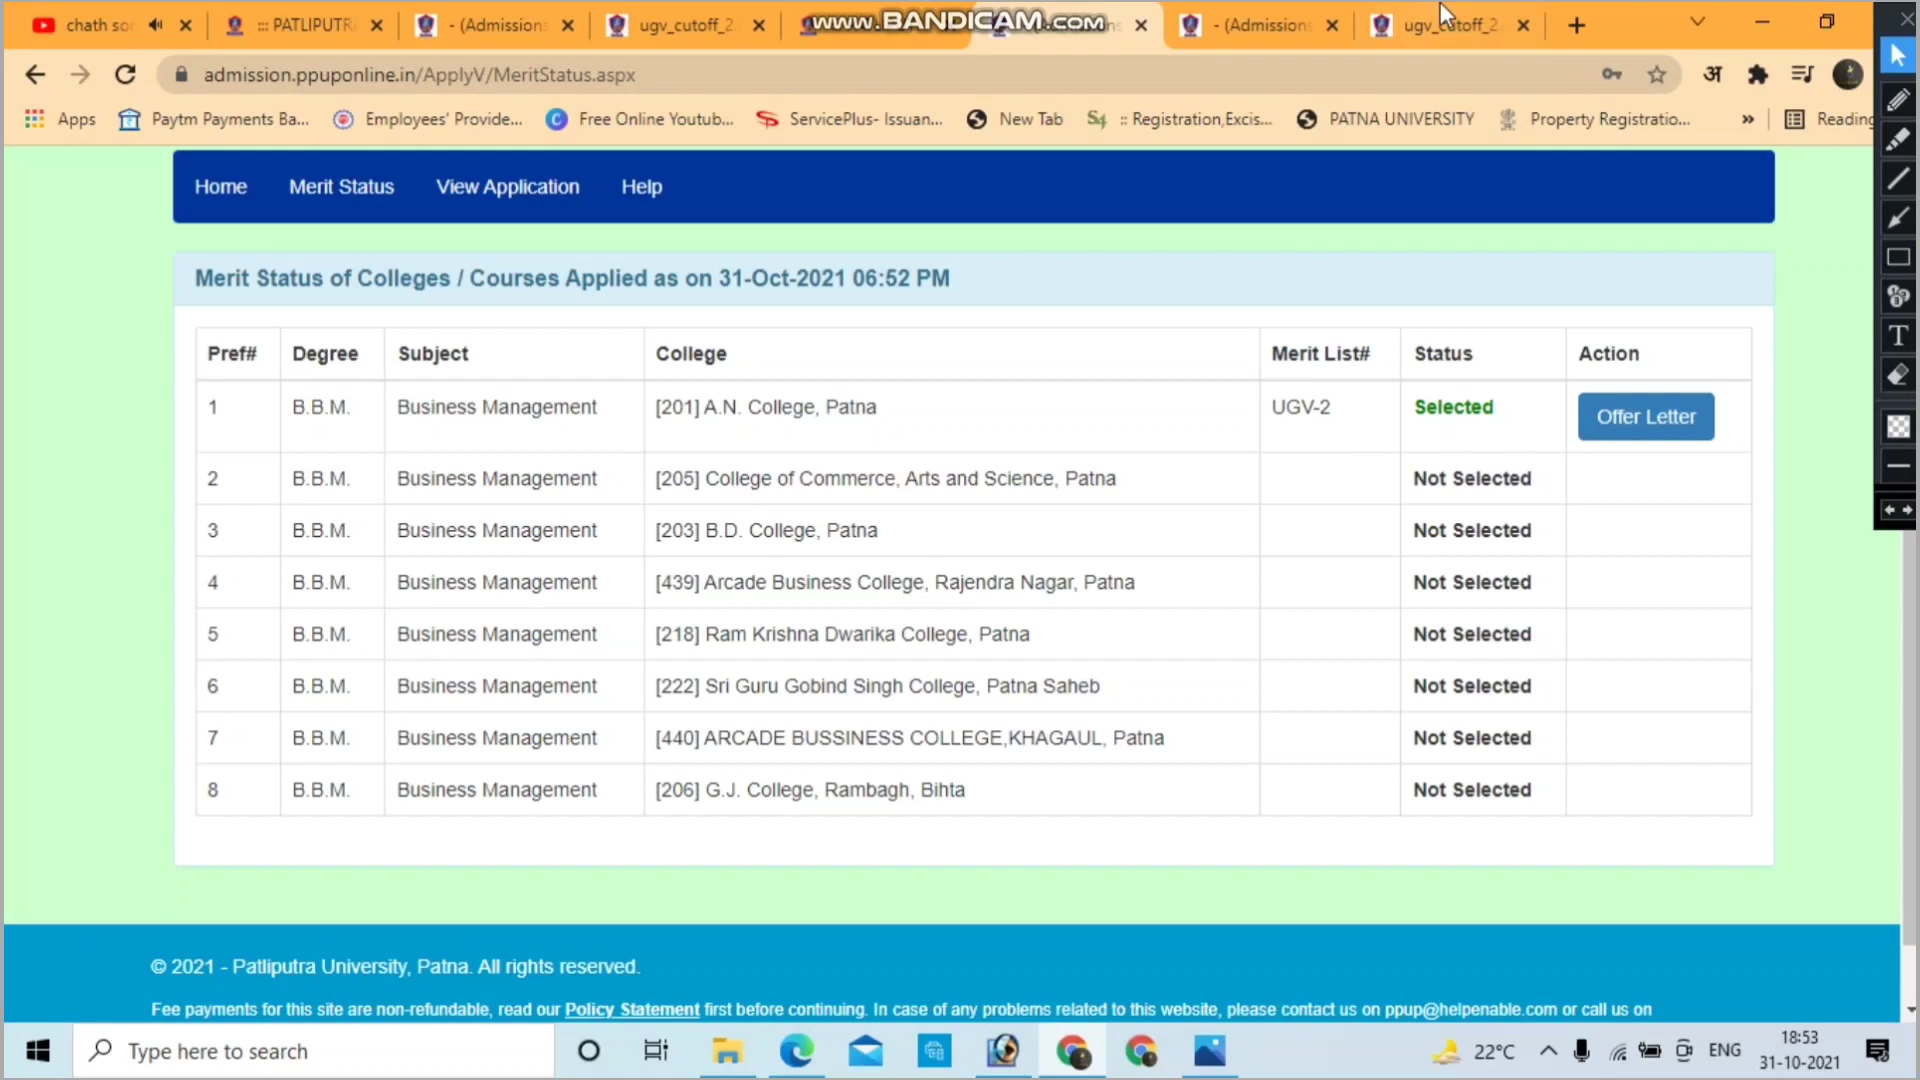 chath sor
::: PATLIPUTR
- (Admissions
ugv_cutoff_2
www.BANDICAM.com
- (Admissions
ugv_cutoff_2
admission.ppuponline.in/ApplyV/MeritStatus.aspx
अ
Apps
Paytm Payments Ba...
Employees' Provide...
Free Online Youtub...
ServicePlus- Issuan...
New Tab
:: Registration,Excis...
PATNA UNIVERSITY
Property Registratio...
»
Reading
Home Merit Status View Application Help
Merit Status of Colleges / Courses Applied as on 31-Oct-2021 06:52 PM
Pref# Degree Subject College Merit List# Status Action
1 B.B.M. Business Management [201] A.N. College, Patna UGV-2 Selected Offer Letter
2 B.B.M. Business Management [205] College of Commerce, Arts and Science, Patna Not Selected
3 B.B.M. Business Management [203] B.D. College, Patna Not Selected
4 B.B.M. Business Management [439] Arcade Business College, Rajendra Nagar, Patna Not Selected
5 B.B.M. Business Management [218] Ram Krishna Dwarika College, Patna Not Selected
6 B.B.M. Business Management [222] Sri Guru Gobind Singh College, Patna Saheb Not Selected
7 B.B.M. Business Management [440] ARCADE BUSSINESS COLLEGE,KHAGAUL, Patna Not Selected
8 B.B.M. Business Management [206] G.J. College, Rambagh, Bihta Not Selected
© 2021 - Patliputra University, Patna. All rights reserved.
Fee payments for this site are non-refundable, read our Policy Statement first before continuing. In case of any problems related to this website, please contact us on ppup@helpenable.com or call us on
Type here to search
22°C
ENG
18:53
31-10-2021